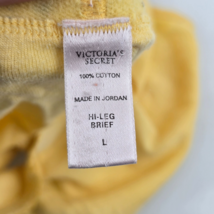 VICTORIA'S
SECRET
100% COTTON
MADE IN JORDAN
HI-LEG
BRIEF
L